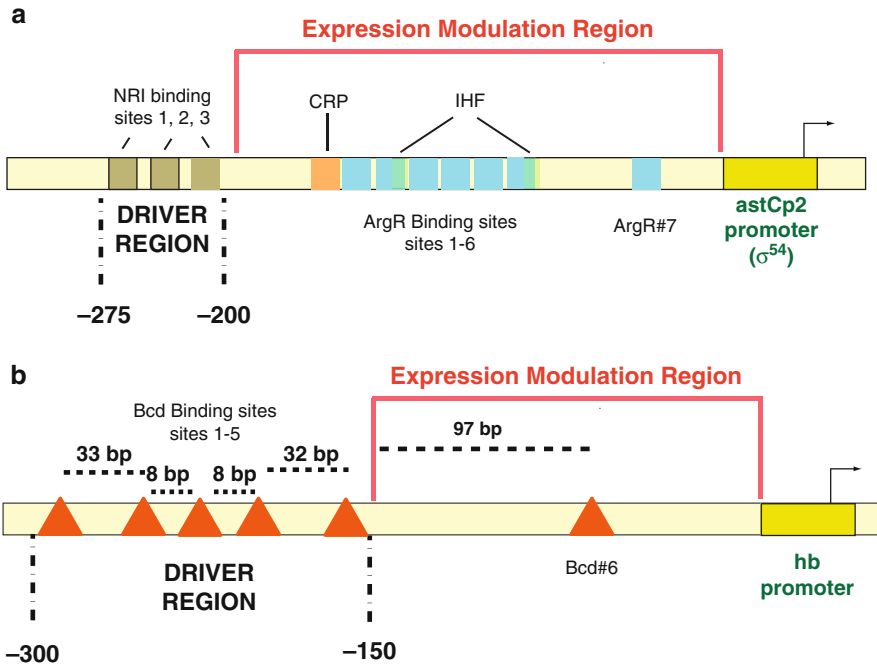 a
Expression Modulation Region
NRI binding
sites 1, 2, 3
CRP
IHF
DRIVER
REGION
ArgR Binding sites
sites 1-6
ArgR#7
astCp2
promoter
(σ54)
–275
–200
b
Expression Modulation Region
Bcd Binding sites
sites 1-5
33 bp
8 bp
8 bp
32 bp
97 bp
DRIVER
REGION
Bcd#6
hb
promoter
–300
–150